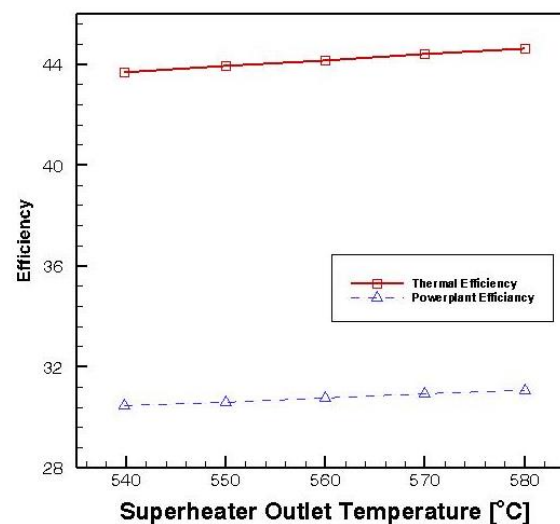 44
40
36
32
28
Efficiency
Thermal Efficiency
Powerplant Efficiancy
540 550 560 570 580
Superheater Outlet Temperature [°C]